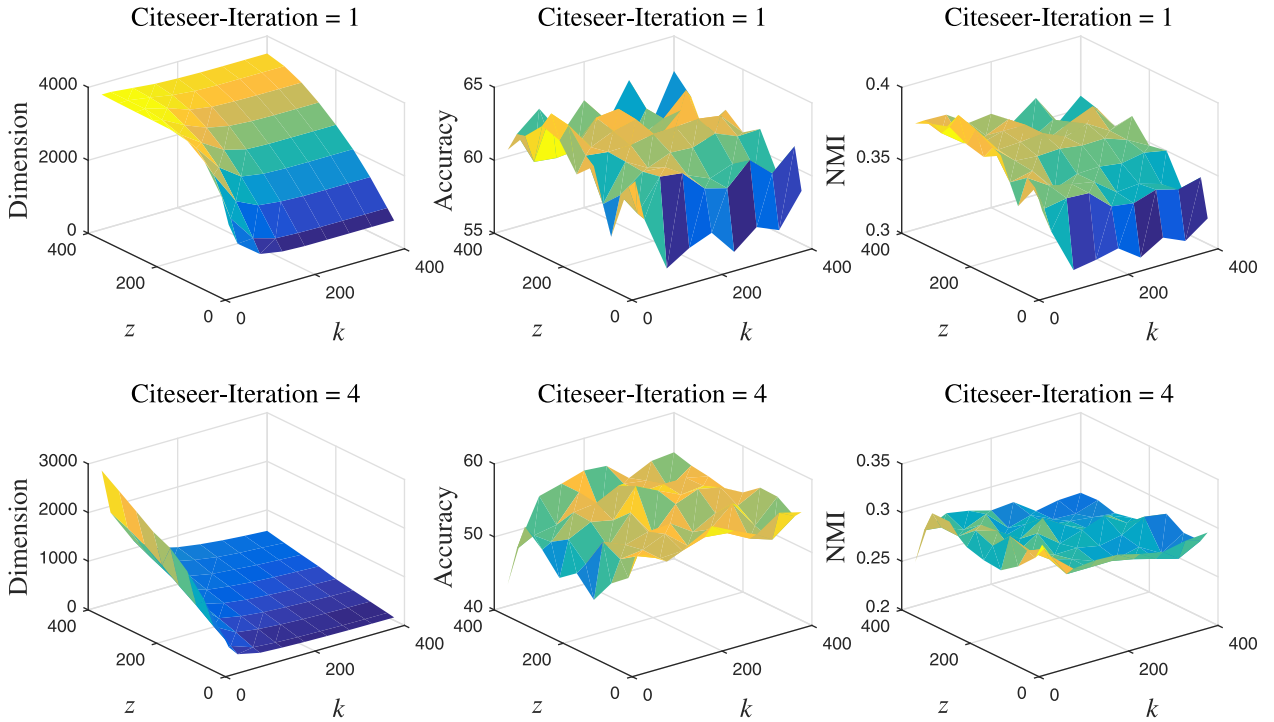 Citeseer-Iteration = 1
Dimension
4000
2000
0
400
200
0
z
0
200
400
k
Citeseer-Iteration = 1
Accuracy
65
60
55
400
200
0
z
0
200
400
k
Citeseer-Iteration = 1
NMI
0.4
0.35
0.3
400
200
0
z
0
200
400
k
Citeseer-Iteration = 4
Dimension
3000
2000
1000
0
400
200
0
z
0
200
400
k
Citeseer-Iteration = 4
Accuracy
60
50
40
400
200
0
z
0
200
400
k
Citeseer-Iteration = 4
NMI
0.35
0.3
0.25
0.2
400
200
0
z
0
200
400
k